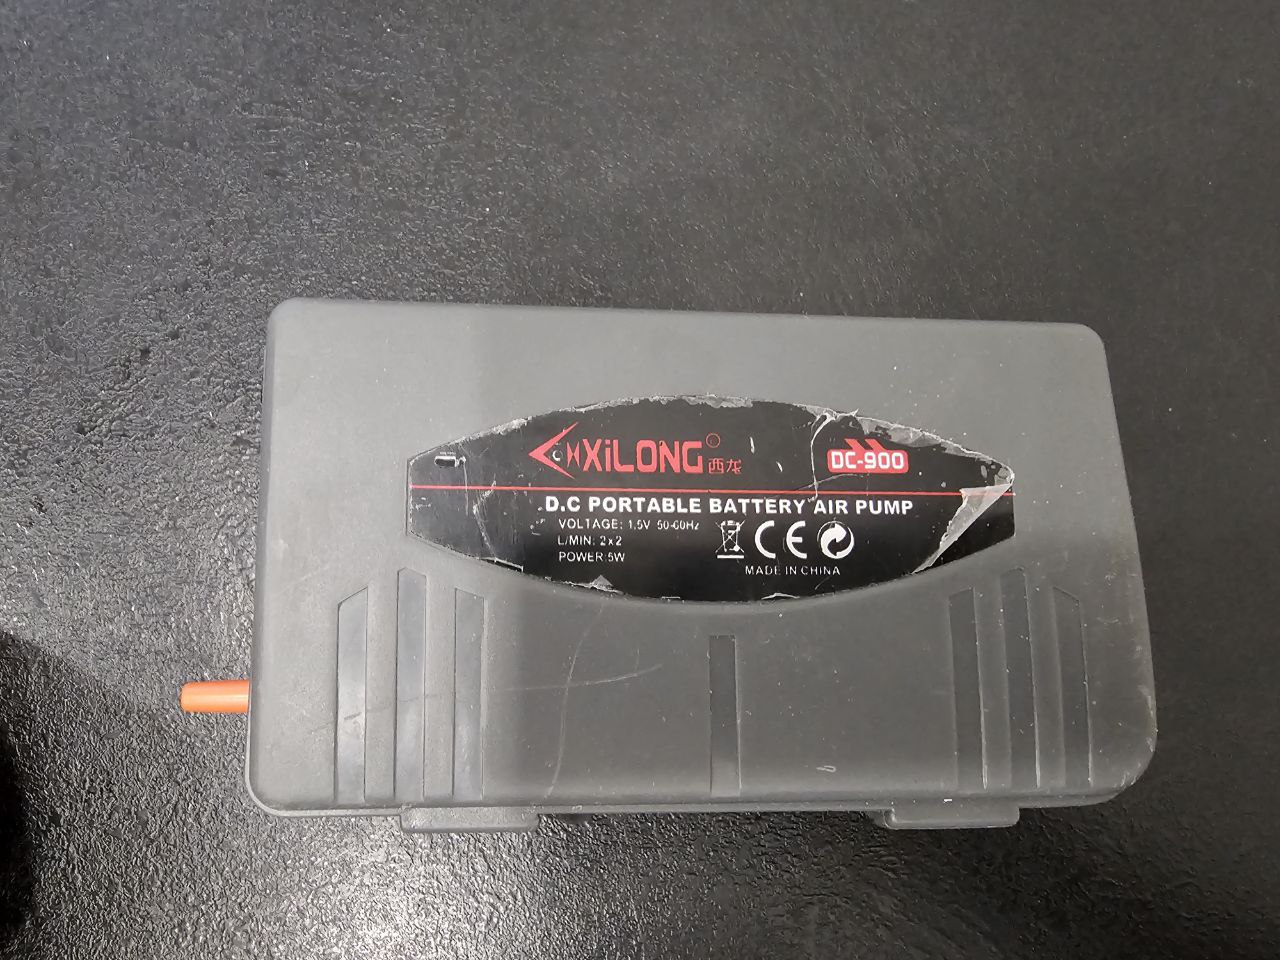 XiLONG® 西龙
DC-900
D.C PORTABLE BATTERY AIR PUMP
VOLTAGE: 1.5V 50-60Hz
L/MIN: 2x2
POWER:5W
CE
MADE IN CHINA